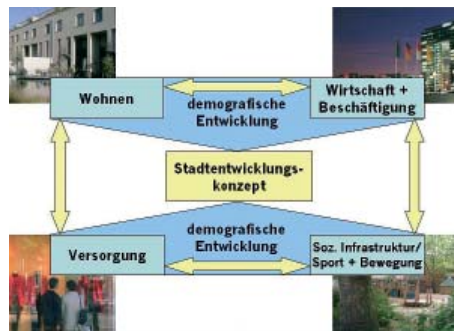 Wohnen
Wirtschaft +
Beschäftigung
demografische
Entwicklung
Stadtentwicklungs-
konzept
demografische
Entwicklung
Versorgung
Soz. Infrastruktur/
Sport + Bewegung